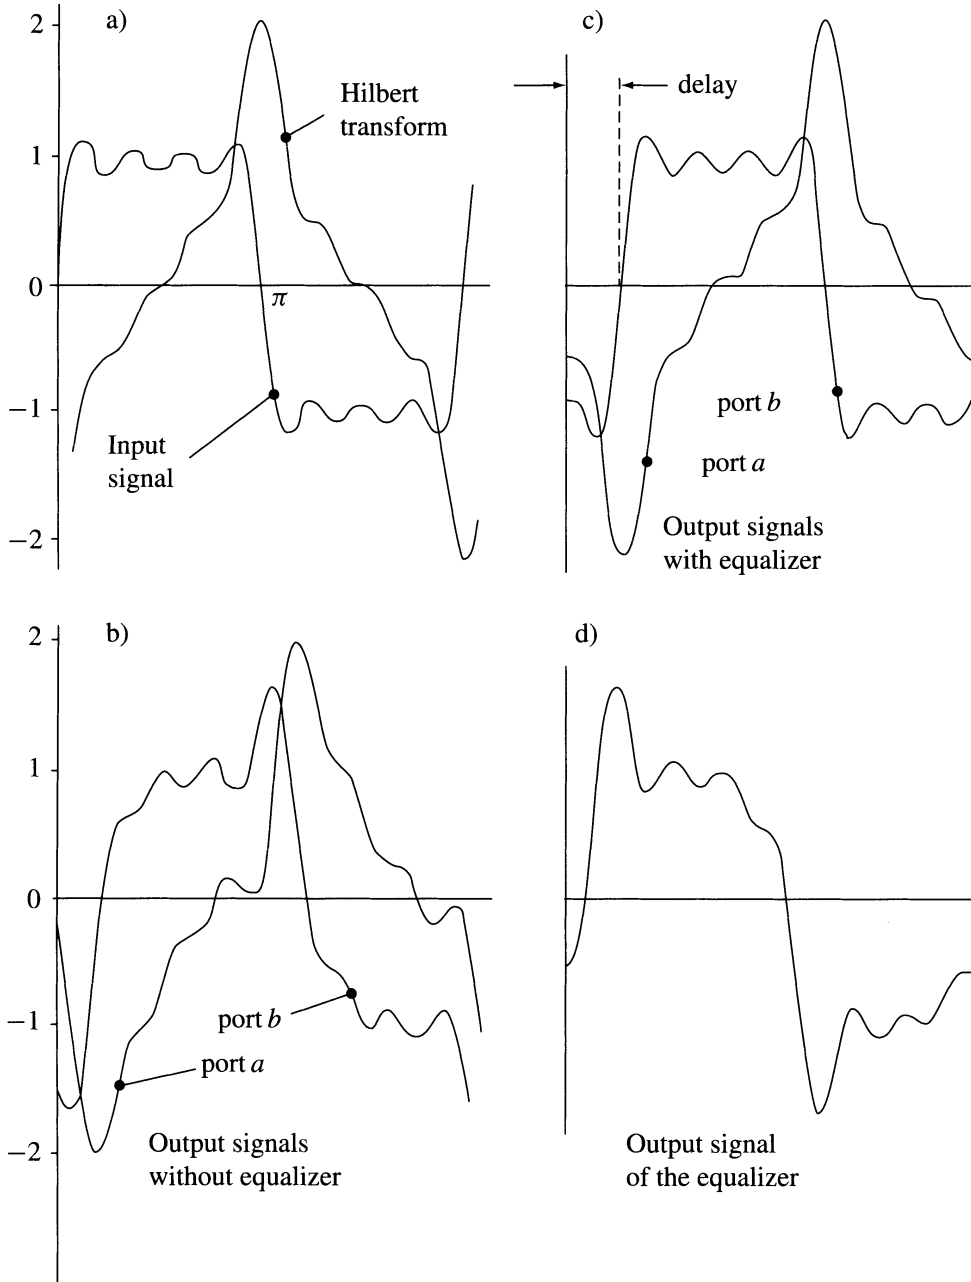 a)
2
1
0
−1
−2
Hilbert
transform
π
Input
signal
c)
delay
port b
port a
Output signals
with equalizer
b)
2
1
0
−1
−2
port b
port a
Output signals
without equalizer
d)
Output signal
of the equalizer